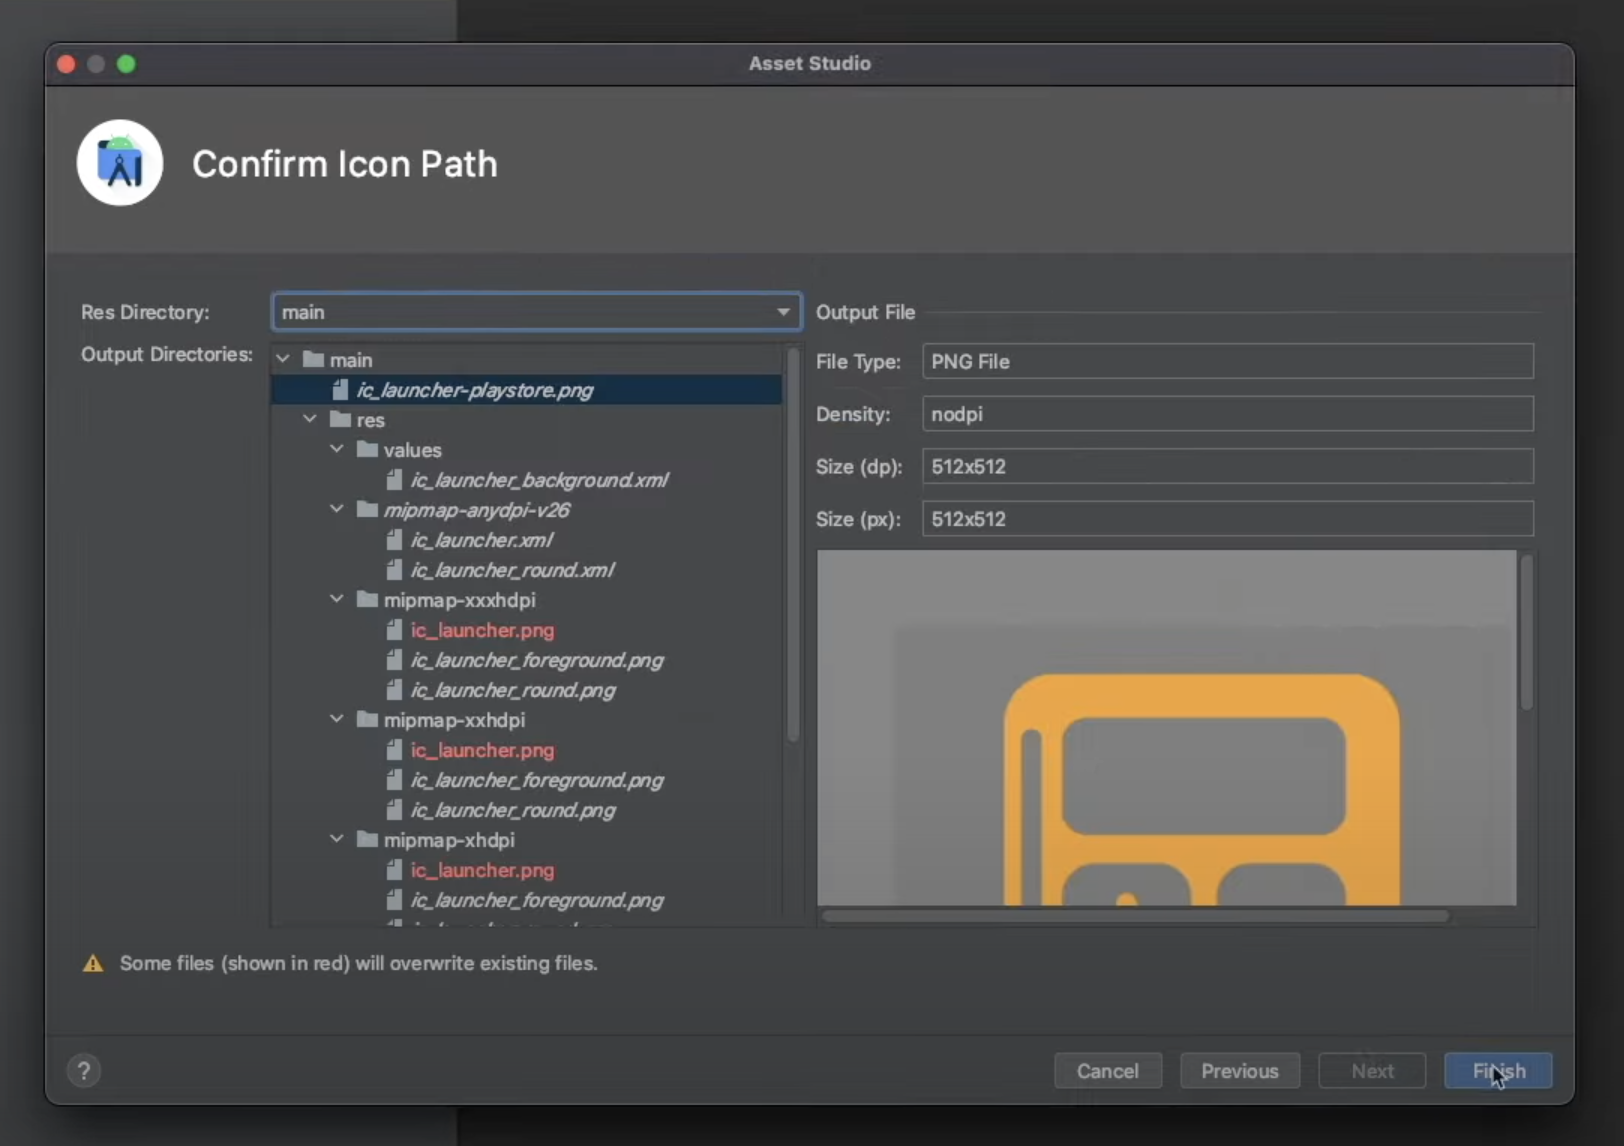 Asset Studio
Confirm Icon Path
Res Directory:
main
Output Directories:
main
ic_launcher-playstore.png
res
values
ic_launcher_background.xml
mipmap-anydpi-v26
ic_launcher.xml
ic_launcher_round.xml
mipmap-xxxhdpi
ic_launcher.png
ic_launcher_foreground.png
ic_launcher_round.png
mipmap-xxhdpi
ic_launcher.png
ic_launcher_foreground.png
ic_launcher_round.png
mipmap-xhdpi
ic_launcher.png
ic_launcher_foreground.png
Output File
File Type:
PNG File
Density:
nodpi
Size (dp):
512x512
Size (px):
512x512
Some files (shown in red) will overwrite existing files.
?
Cancel
Previous
Next
Finish